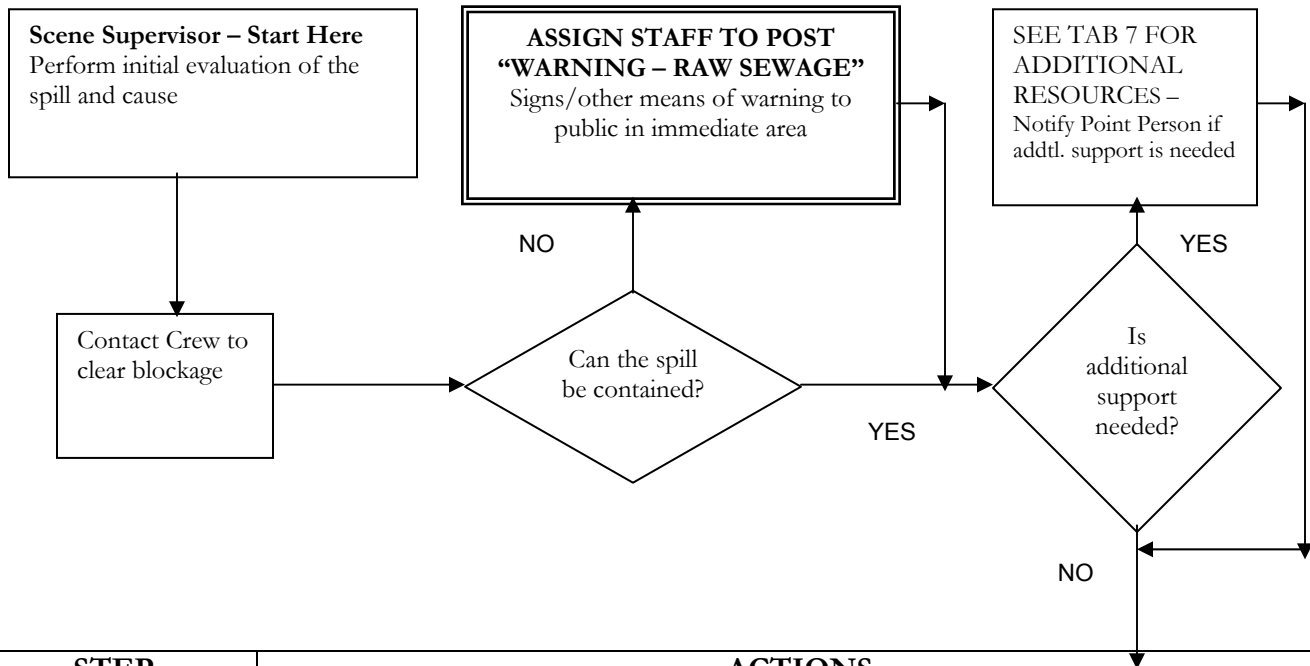 Scene Supervisor – Start Here
Perform initial evaluation of the
spill and cause
ASSIGN STAFF TO POST
“WARNING – RAW SEWAGE”
Signs/other means of warning to
public in immediate area
SEE TAB 7 FOR
ADDITIONAL
RESOURCES –
Notify Point Person if
addtl. support is needed
NO
YES
Contact Crew to
clear blockage
Can the spill
be contained?
YES
Is
additional
support
needed?
NO
STEP
ACTIONS